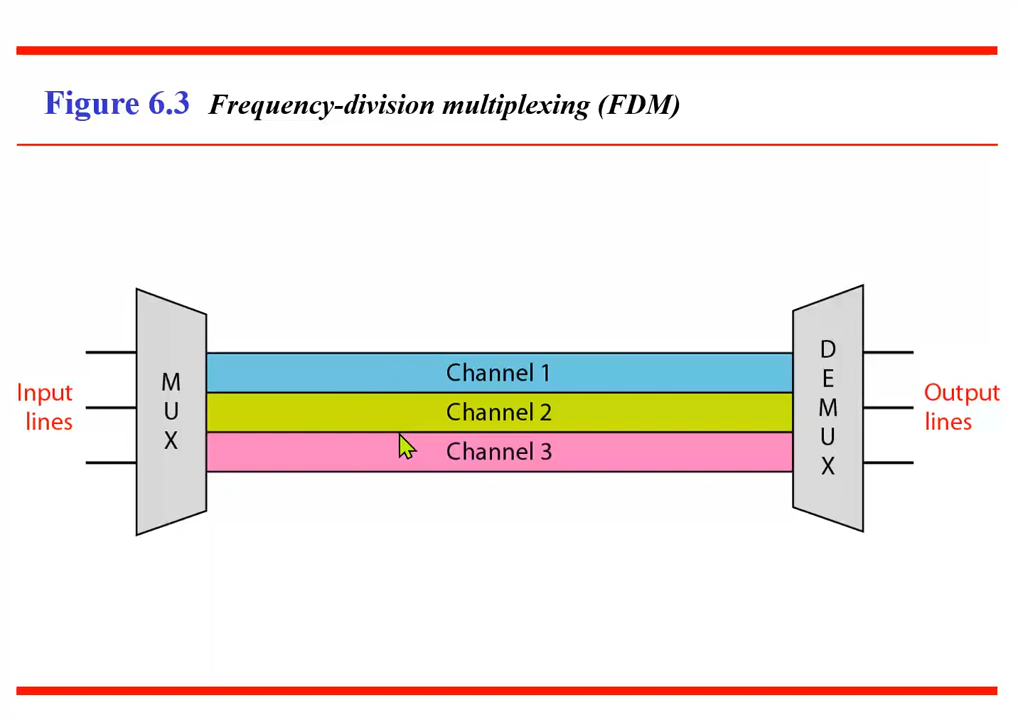 Figure 6.3 Frequency-division multiplexing (FDM)
Input
lines
M
U
X
Channel 1
Channel 2
Channel 3
D
E
M
U
X
Output
lines